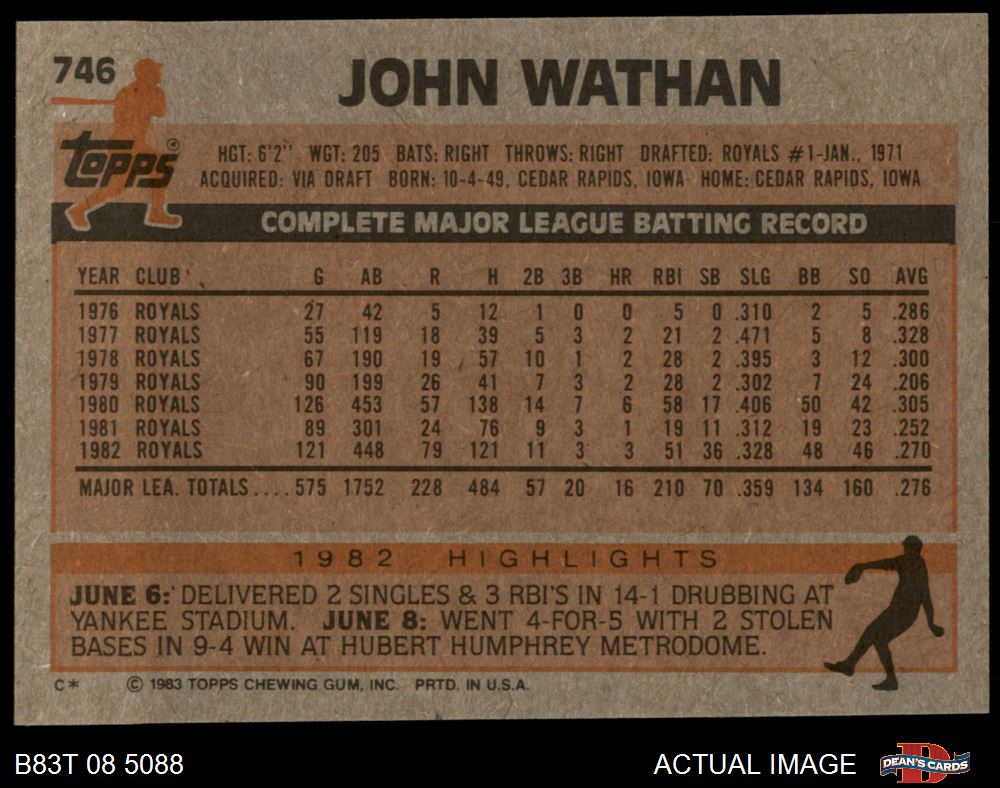 746
JOHN WATHAN
Topps®
HGT: 6'2" WGT: 205 BATS: RIGHT THROWS: RIGHT DRAFTED: ROYALS #1-JAN., 1971
ACQUIRED: VIA DRAFT BORN: 10-4-49, CEDAR RAPIDS, IOWA HOME: CEDAR RAPIDS, IOWA
COMPLETE MAJOR LEAGUE BATTING RECORD
YEAR CLUB G AB R H 2B 3B HR RBI SB SLG BB SO AVG
1976 ROYALS 27 42 5 12 1 0 0 5 0 .310 2 5 .286
1977 ROYALS 55 119 18 39 5 3 2 21 2 .471 5 8 .328
1978 ROYALS 67 190 19 57 10 1 2 28 2 .395 3 12 .300
1979 ROYALS 90 199 26 41 7 3 2 28 2 .302 7 24 .206
1980 ROYALS 126 453 57 138 14 7 6 58 17 .406 50 42 .305
1981 ROYALS 89 301 24 76 9 3 1 19 11 .312 19 23 .252
1982 ROYALS 121 448 79 121 11 3 3 51 36 .328 48 46 .270
MAJOR LEA. TOTALS....575 1752 228 484 57 20 16 210 70 .359 134 160 .276
1982 HIGHLIGHTS
JUNE 6: DELIVERED 2 SINGLES & 3 RBI'S IN 14-1 DRUBBING AT
YANKEE STADIUM. JUNE 8: WENT 4-FOR-5 WITH 2 STOLEN
BASES IN 9-4 WIN AT HUBERT HUMPHREY METRODOME.
C* © 1983 TOPPS CHEWING GUM, INC. PRTD. IN U.S.A.
B83T 08 5088 ACTUAL IMAGE
D
DEAN'S CARDS